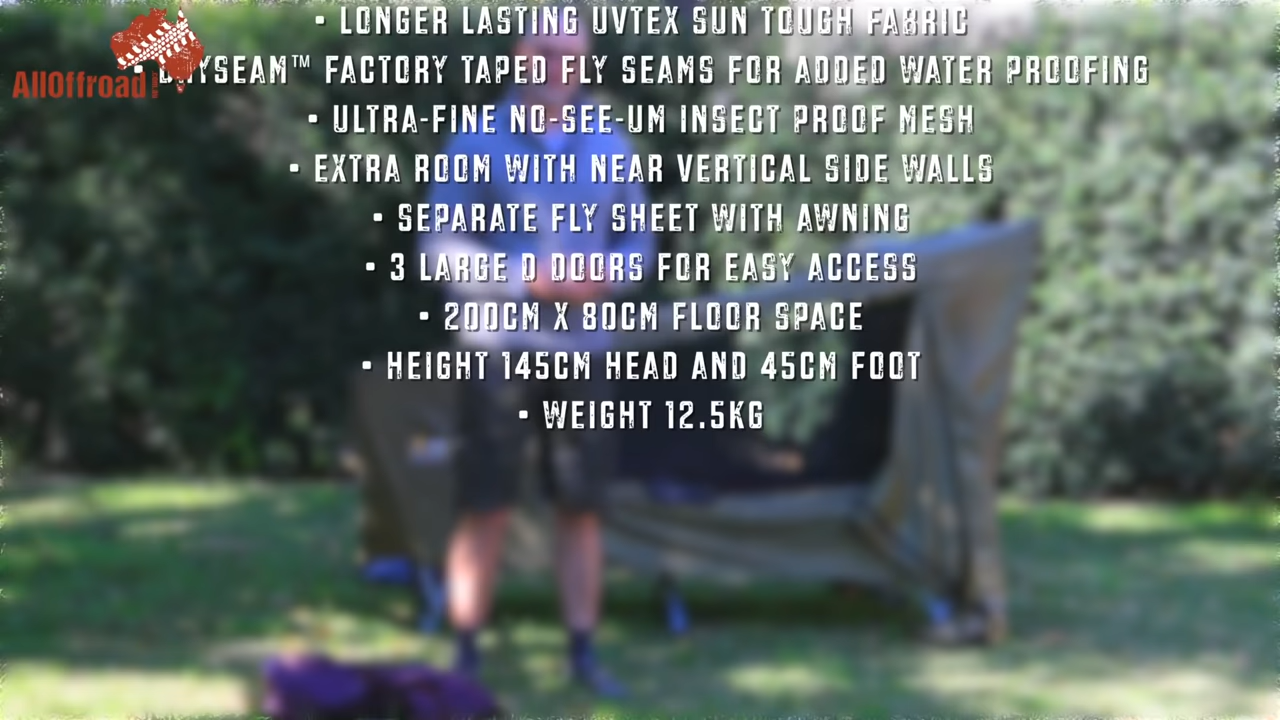 • LONGER LASTING UVTEX SUN TOUGH FABRIC
AllOffroad!
• DRYSEAM™ FACTORY TAPED FLY SEAMS FOR ADDED WATER PROOFING
• ULTRA-FINE NO-SEE-UM INSECT PROOF MESH
• EXTRA ROOM WITH NEAR VERTICAL SIDE WALLS
• SEPARATE FLY SHEET WITH AWNING
• 3 LARGE D DOORS FOR EASY ACCESS
• 200CM X 80CM FLOOR SPACE
• HEIGHT 145CM HEAD AND 45CM FOOT
• WEIGHT 12.5KG